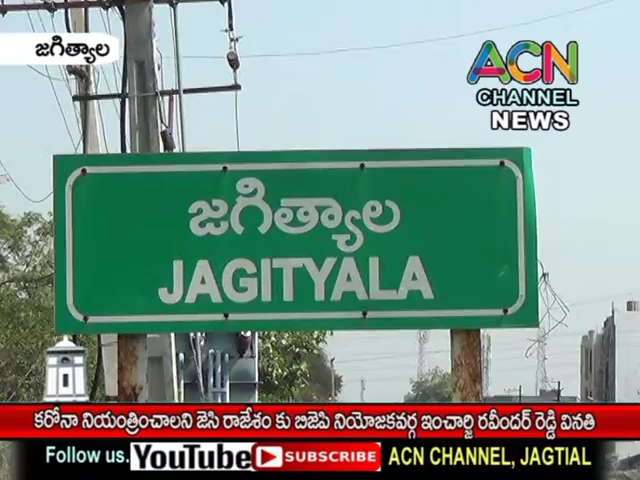 జగిత్యాల
ACN
CHANNEL
NEWS
జగిత్యాల
JAGITYALA
కరోనా నియంత్రించాలని జెసి రాజేశం కు బిజెపి నియోజకవర్గ ఇంచార్జి రవీందర్ రెడ్డి వినతి
Follow us. YouTube SUBSCRIBE ACN CHANNEL, JAGTIAL